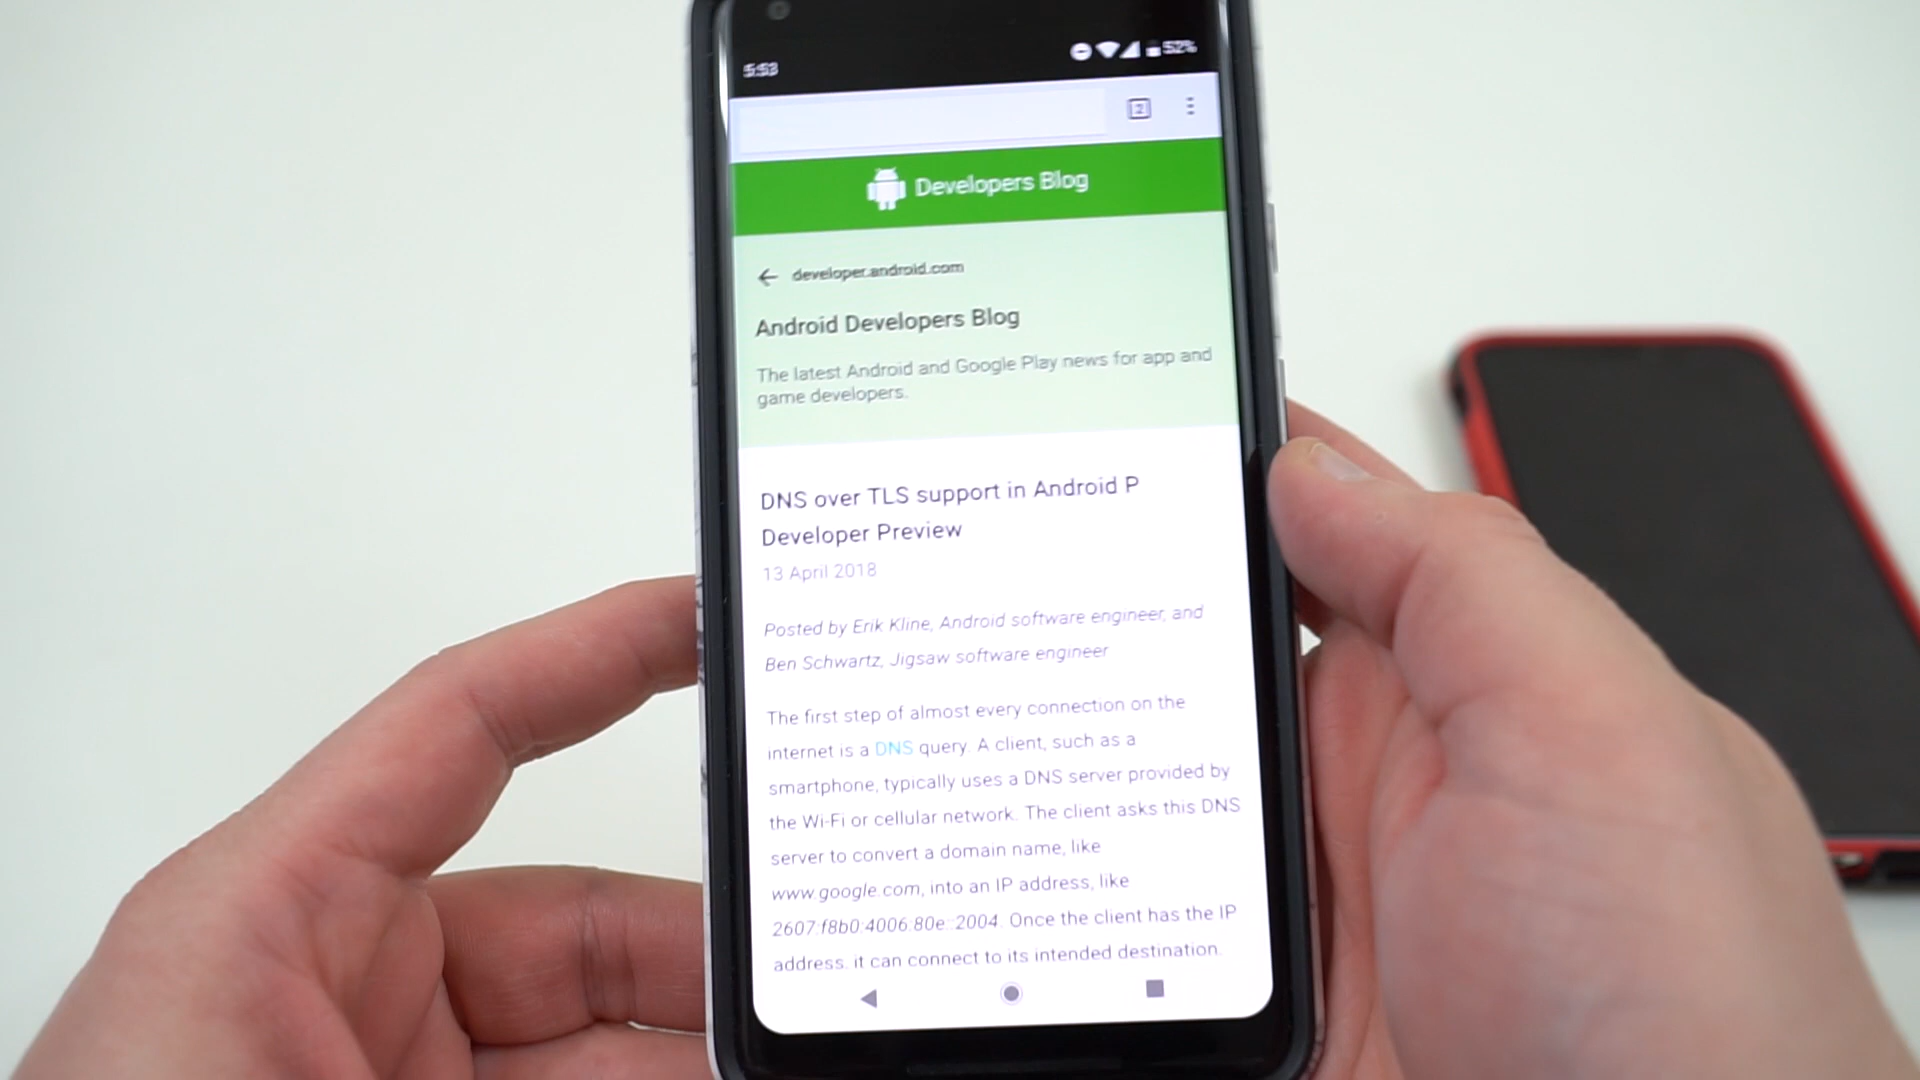 5:53
52%
2
Developers Blog
developer.android.com
Android Developers Blog
The latest Android and Google Play news for app and
game developers.
DNS over TLS support in Android P
Developer Preview
13 April 2018
Posted by Erik Kline, Android software engineer, and
Ben Schwartz, Jigsaw software engineer
The first step of almost every connection on the
internet is a DNS query. A client, such as a
smartphone, typically uses a DNS server provided by
the Wi-Fi or cellular network. The client asks this DNS
server to convert a domain name, like
www.google.com, into an IP address, like
2607:f8b0:4006:80e::2004. Once the client has the IP
address, it can connect to its intended destination.